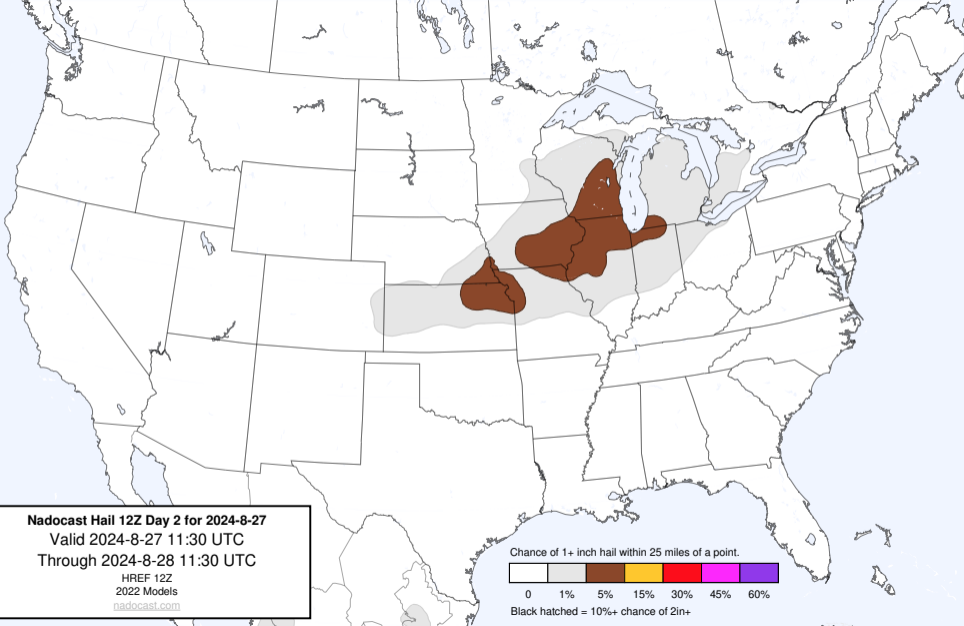 Nadocast Hail 12Z Day 2 for 2024-8-27
Valid 2024-8-27 11:30 UTC
Through 2024-8-28 11:30 UTC
HREF 12Z
2022 Models
nadocast.com
Chance of 1+ inch hail within 25 miles of a point.
0 1% 5% 15% 30% 45% 60%
Black hatched = 10%+ chance of 2in+